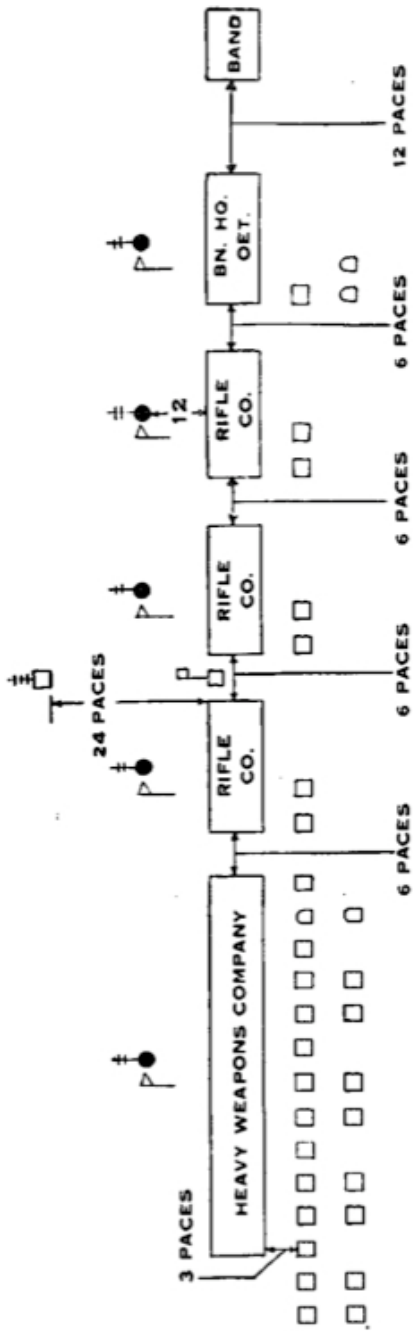 24 PACES
3 PACES
12
HEAVY WEAPONS COMPANY
RIFLE
CO.
RIFLE
CO.
RIFLE
CO.
BN. HQ.
OET.
BAND
6 PACES
6 PACES
6 PACES
6 PACES
12 PACES